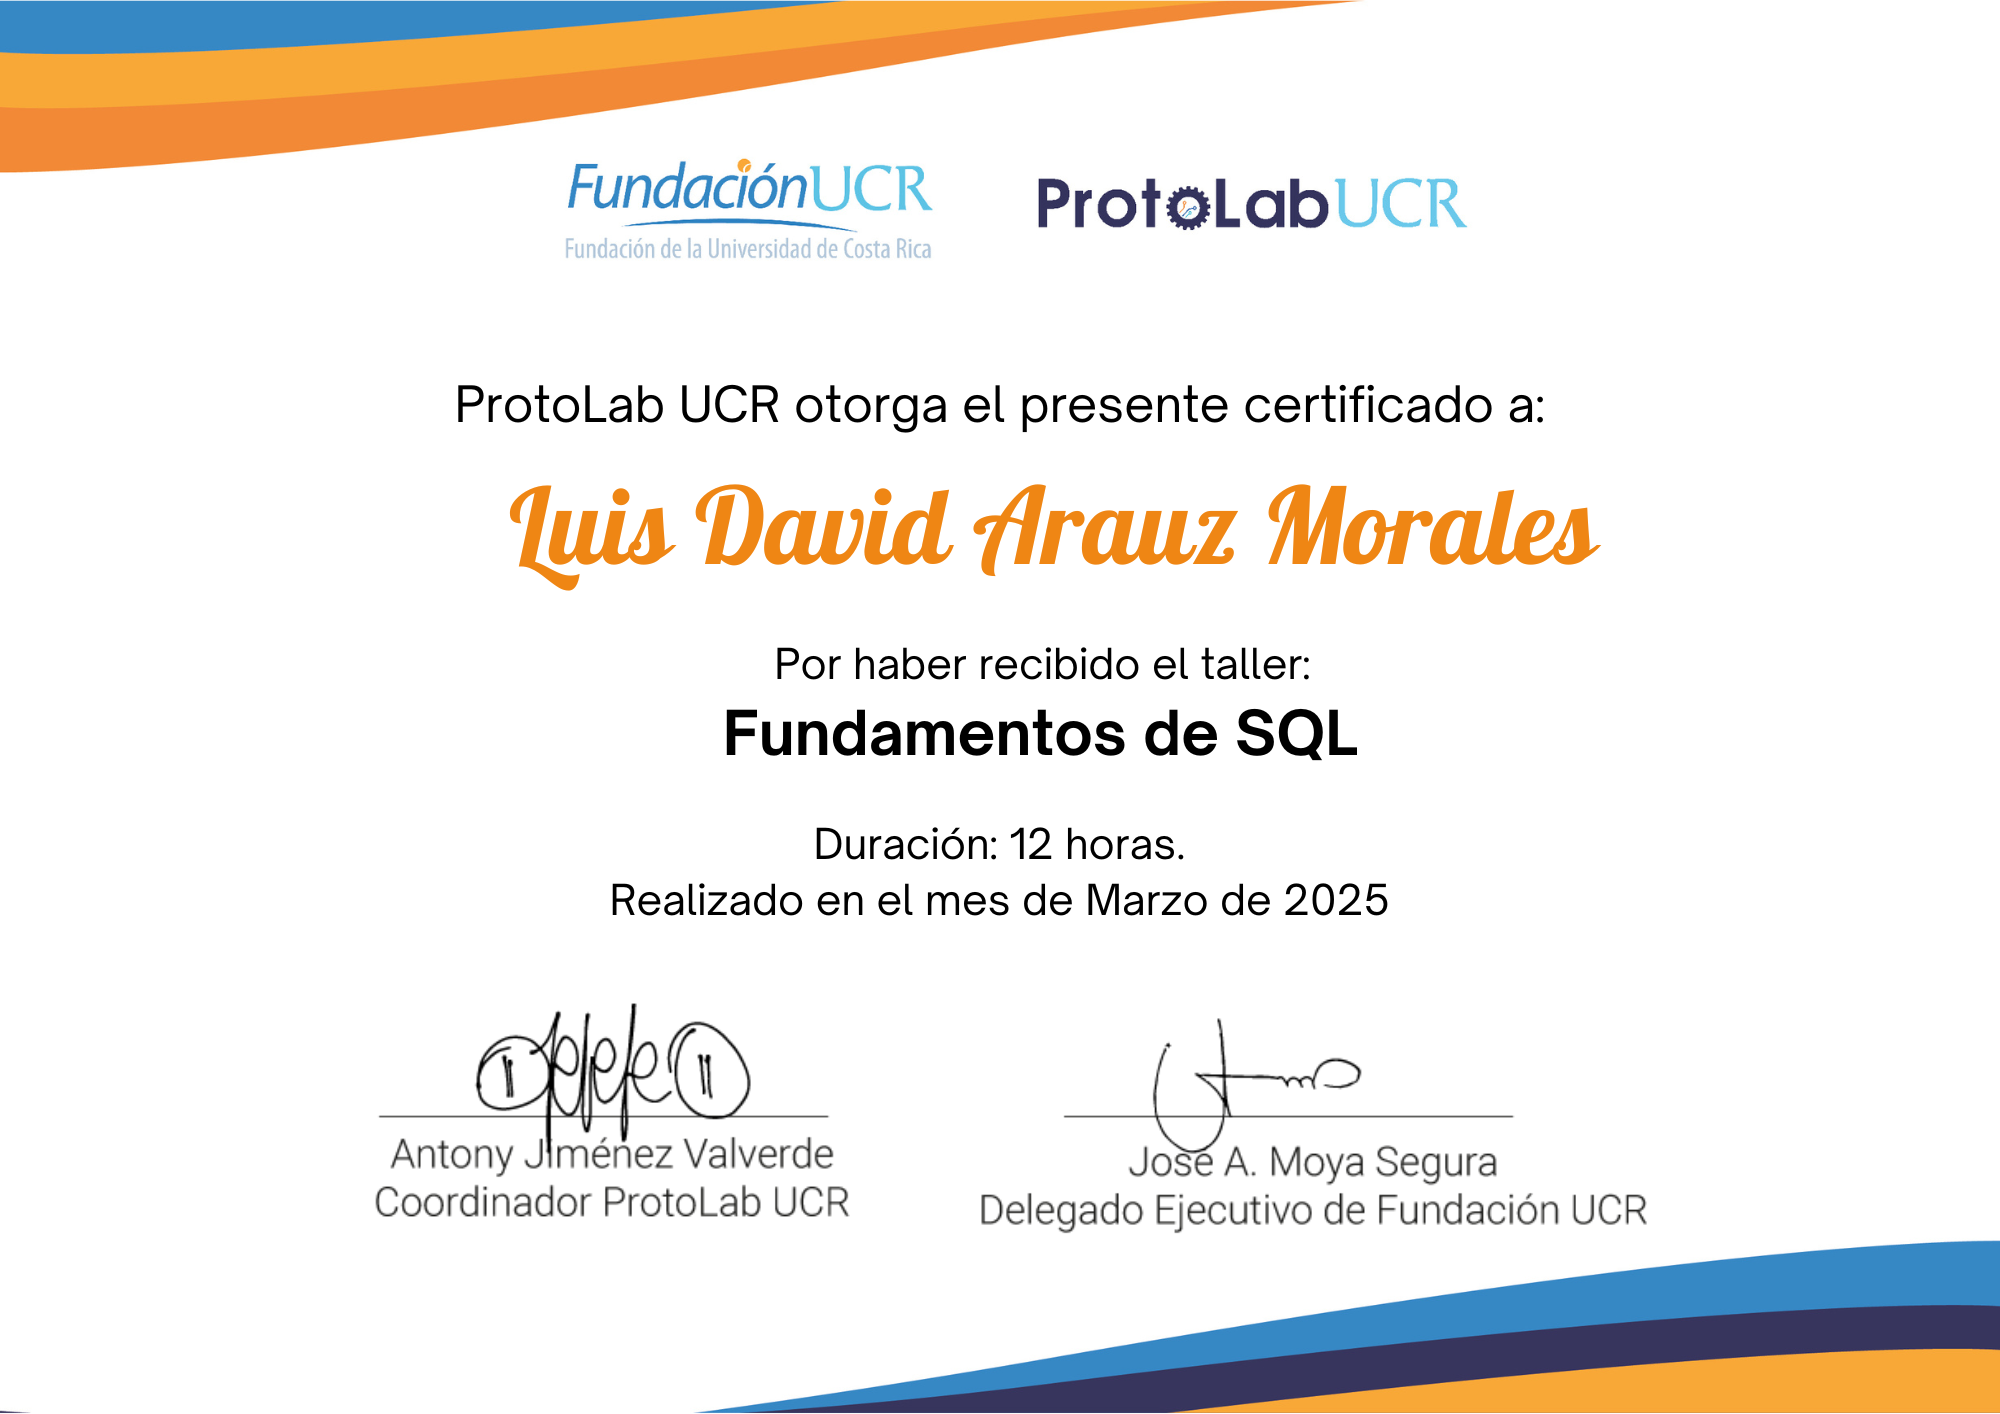 FundaciónUCR
Fundación de la Universidad de Costa Rica
ProtoLabUCR
ProtoLab UCR otorga el presente certificado a:
Luis David Arauz Morales
Por haber recibido el taller:
Fundamentos de SQL
Duración: 12 horas.
Realizado en el mes de Marzo de 2025
Antony Jiménez Valverde
Coordinador ProtoLab UCR
José A. Moya Segura
Delegado Ejecutivo de Fundación UCR